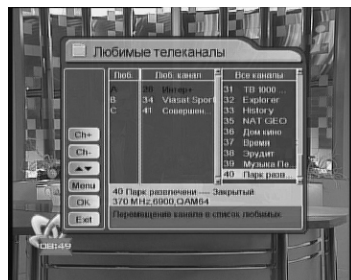 Любимые телеканалы
Люб.
Люб. канал
Все каналы
A 28 Интер+
B 34 Viasat Sport
C 41 Совершен...
31 ТВ 1000 ...
32 Explorer
33 History
35 NAT GEO
36 Дом кино
37 Время
38 Эрудит
39 Музыка Пе...
40 Парк разв...
Ch+
Ch-
Menu
OK
Exit
40 Парк развлечени --- Закрытый
370 MHz,6900,QAM64
Перемещение канала в список любимых
08:49